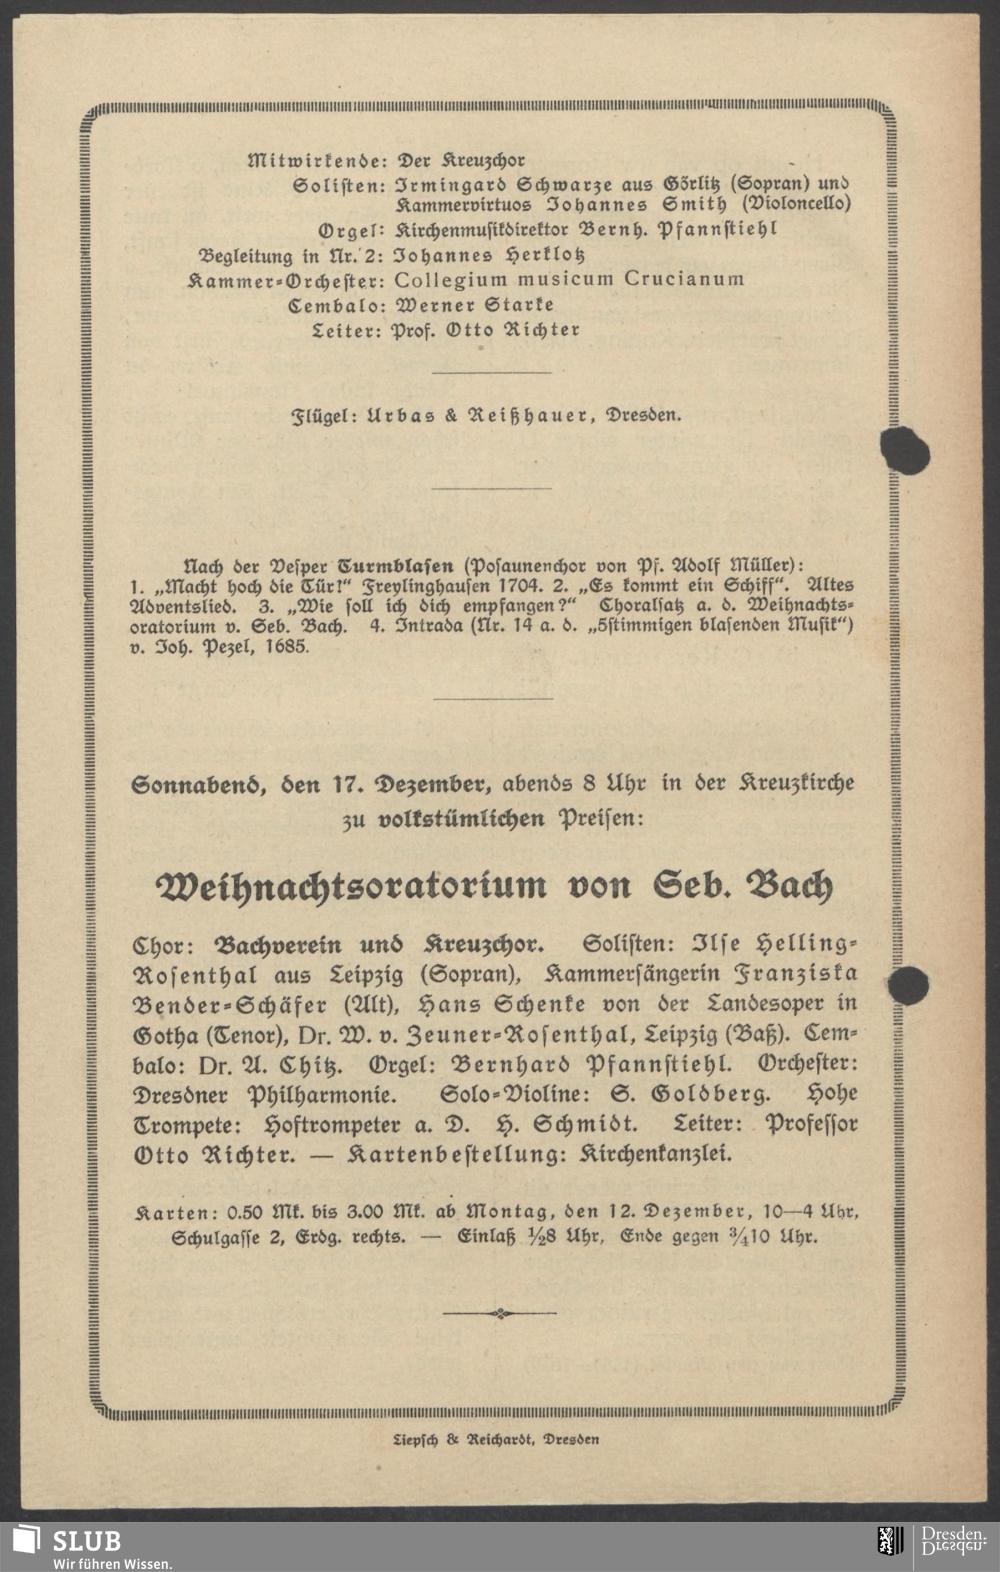 Mitwirkende: Der Kreuzchor
Solisten: Irmingard Schwarze aus Görlitz (Sopran) und
Kammervirtuos Johannes Smith (Violoncello)
Orgel: Kirchenmusikdirektor Bernh. Pfannstiehl
Begleitung in Nr. 2: Johannes Herklotz
Kammer-Orchester: Collegium musicum Crucianum
Cembalo: Werner Starke
Leiter: Prof. Otto Richter
Flügel: Urbas & Reißhauer, Dresden.
Nach der Vesper Turmblasen (Posaunenchor von Pf. Adolf Müller):
1. „Macht hoch die Tür!“ Freylinghausen 1704. 2. „Es kommt ein Schiff“. Altes
Adventslied. 3. „Wie soll ich dich empfangen?“ Choralsatz a. d. Weihnachts-
oratorium v. Seb. Bach. 4. Intrada (Nr. 14 a. d. „5stimmigen blasenden Musik“)
v. Joh. Pezel, 1685.
Sonnabend, den 17. Dezember, abends 8 Uhr in der Kreuzkirche
zu volkstümlichen Preisen:
Weihnachtsoratorium von Seb. Bach
Chor: Bachverein und Kreuzchor. Solisten: Ilse Helling-
Rosenthal aus Leipzig (Sopran), Kammersängerin Franziska
Bender-Schäfer (Alt), Hans Schenke von der Landesoper in
Gotha (Tenor), Dr. W. v. Zeuner-Rosenthal, Leipzig (Baß). Cem-
balo: Dr. A. Chitz. Orgel: Bernhard Pfannstiehl. Orchester:
Dresdner Philharmonie. Solo-Violine: S. Goldberg. Hohe
Trompete: Hoftrompeter a. D. H. Schmidt. Leiter: Professor
Otto Richter. — Kartenbestellung: Kirchenkanzlei.
Karten: 0.50 Mk. bis 3.00 Mk. ab Montag, den 12. Dezember, 10—4 Uhr,
Schulgasse 2, Erdg. rechts. — Einlaß ½8 Uhr, Ende gegen ¾10 Uhr.
Liepsch & Reichardt, Dresden
SLUB
Wir führen Wissen.
Dresden.
Dresden.